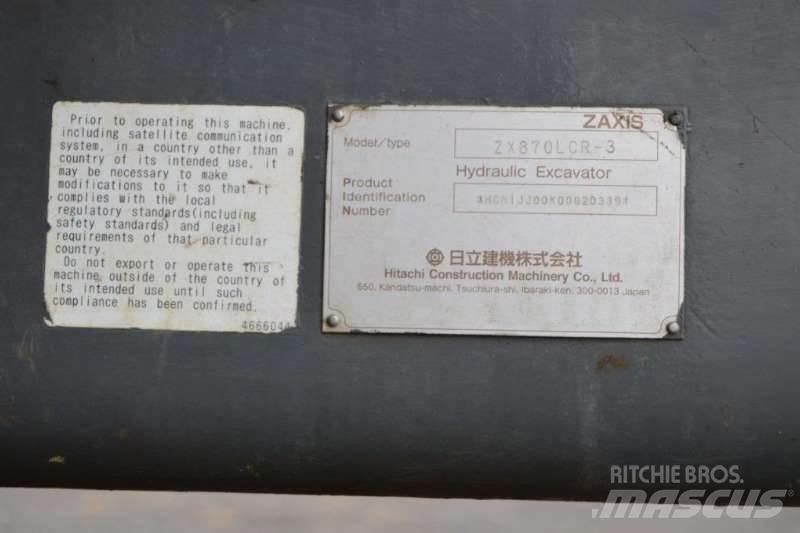 Prior to operating this machine,
including satellite communication
system, in a country other than a
country of its intended use, it
may be necessary to make
modifications to it so that it
complies with the local
regulatory standards(including
safety standards) and legal
requirements of that particular
country.
Do not export or operate this
machine outside of the country of
its intended use until such
compliance has been confirmed.
466604
ZAXIS
Model/type
ZX870LCR-3
Hydraulic Excavator
Product
Identification
Number
日立建機株式会社
Hitachi Construction Machinery Co., Ltd.
650, Kandatsu-machi, Tsuchiura-shi, Ibaraki-ken, 300-0013 Japan
RITCHIE BROS.
MASCUS